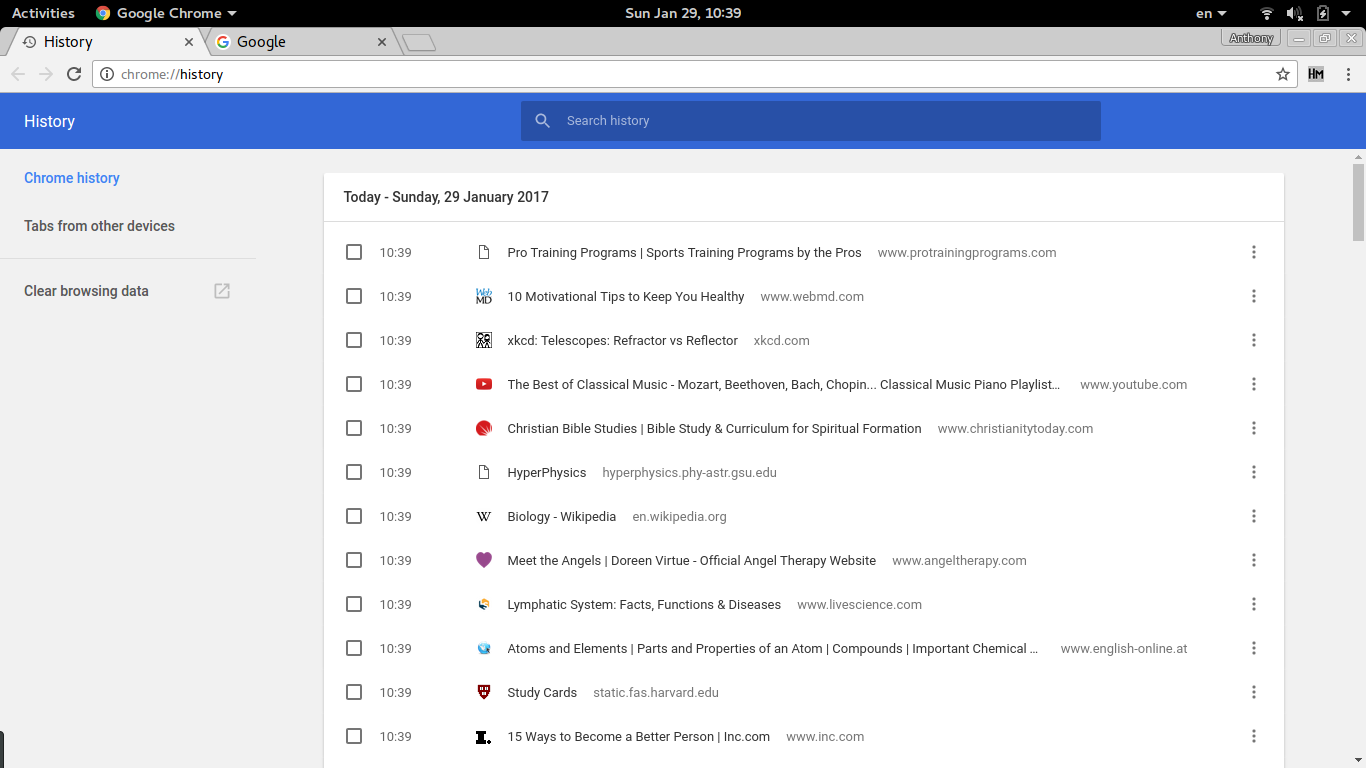 Activities Google Chrome Sun Jan 29, 10:39 en
History Google Anthony
chrome://history HM
History Search history
Chrome history
Tabs from other devices
Clear browsing data
Today - Sunday, 29 January 2017
10:39 Pro Training Programs | Sports Training Programs by the Pros www.protrainingprograms.com
10:39 WebMD 10 Motivational Tips to Keep You Healthy www.webmd.com
10:39 xkcd: Telescopes: Refractor vs Reflector xkcd.com
10:39 The Best of Classical Music - Mozart, Beethoven, Bach, Chopin... Classical Music Piano Playlist... www.youtube.com
10:39 Christian Bible Studies | Bible Study & Curriculum for Spiritual Formation www.christianitytoday.com
10:39 HyperPhysics hyperphysics.phy-astr.gsu.edu
10:39 W Biology - Wikipedia en.wikipedia.org
10:39 Meet the Angels | Doreen Virtue - Official Angel Therapy Website www.angeltherapy.com
10:39 Lymphatic System: Facts, Functions & Diseases www.livescience.com
10:39 Atoms and Elements | Parts and Properties of an Atom | Compounds | Important Chemical ... www.english-online.at
10:39 Study Cards static.fas.harvard.edu
10:39 I. 15 Ways to Become a Better Person | Inc.com www.inc.com